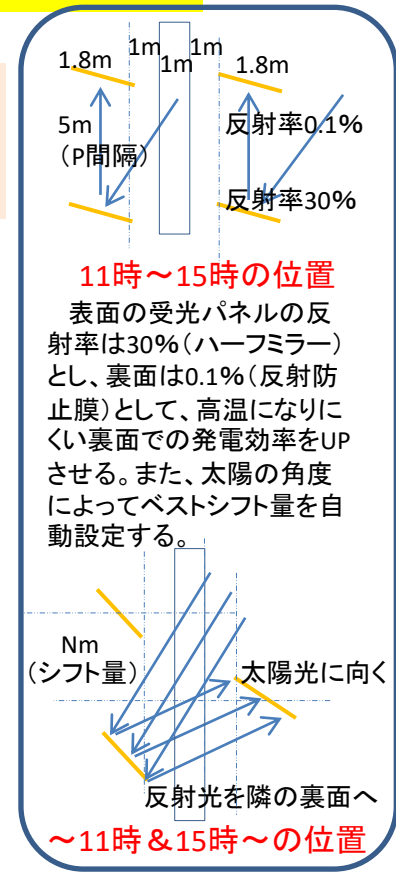 1m 1m
1.8m 1m 1.8m
5m 反射率0.1%
(P間隔)
反射率30%
11時～15時の位置
表面の受光パネルの反
射率は30%(ハーフミラー)
とし、裏面は0.1%(反射防
止膜)として、高温になりに
くい裏面での発電効率をUP
させる。また、太陽の角度
によってベストシフト量を自
動設定する。
Nm
(シフト量) 太陽光に向く
反射光を隣の裏面へ
～11時＆15時～の位置